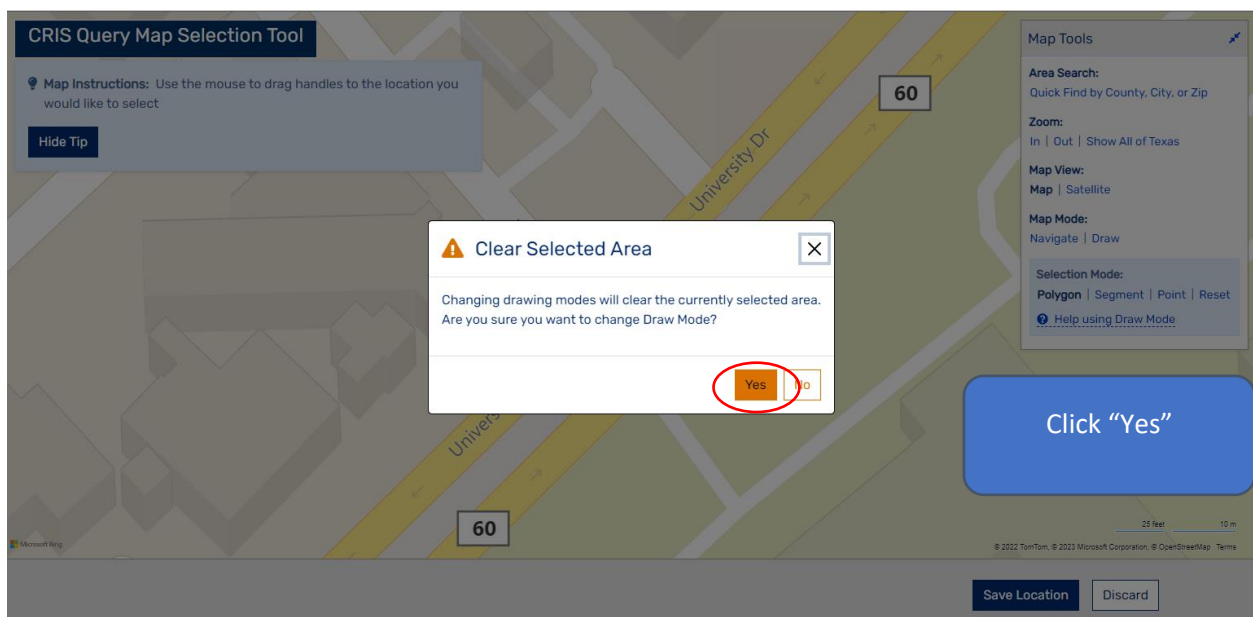 CRIS Query Map Selection Tool
Map Instructions: Use the mouse to drag handles to the location you
would like to select
Hide Tip
60
University Dr
Map Tools
Area Search:
Quick Find by County, City, or Zip
Zoom:
In | Out | Show All of Texas
Map View:
Map | Satellite
Map Mode:
Navigate | Draw
Selection Mode:
Polygon | Segment | Point | Reset
Help using Draw Mode
Clear Selected Area
Changing drawing modes will clear the currently selected area.
Are you sure you want to change Draw Mode?
Yes
No
Click “Yes”
Univers
60
25 feet 10 m
Microsoft Bing
© 2022 TomTom, © 2023 Microsoft Corporation, © OpenStreetMap Terms
Save Location
Discard